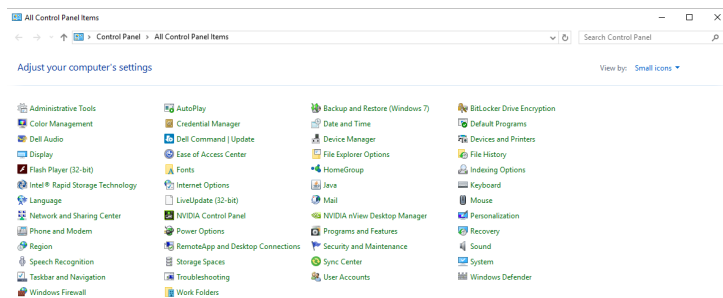 All Control Panel Items
Control Panel > All Control Panel Items
Search Control Panel
Adjust your computer's settings
View by: Small icons
Administrative Tools AutoPlay Backup and Restore (Windows 7) BitLocker Drive Encryption
Color Management Credential Manager Date and Time Default Programs
Dell Audio Dell Command | Update Device Manager Devices and Printers
Display Ease of Access Center File Explorer Options File History
Flash Player (32-bit) Fonts HomeGroup Indexing Options
Intel® Rapid Storage Technology Internet Options Java Keyboard
Language LiveUpdate (32-bit) Mail Mouse
Network and Sharing Center NVIDIA Control Panel NVIDIA nView Desktop Manager Personalization
Phone and Modem Power Options Programs and Features Recovery
Region RemoteApp and Desktop Connections Security and Maintenance Sound
Speech Recognition Storage Spaces Sync Center System
Taskbar and Navigation Troubleshooting User Accounts Windows Defender
Windows Firewall Work Folders